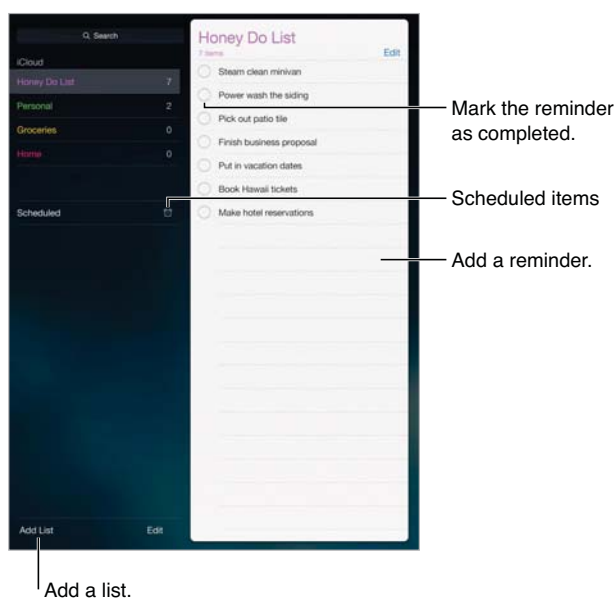 Search
iCloud
Honey Do List 7
Personal 2
Groceries 0
Home 0
Scheduled
Add List Edit
Honey Do List
7 items Edit
Steam clean minivan
Power wash the siding
Pick out patio tile
Finish business proposal
Put in vacation dates
Book Hawaii tickets
Make hotel reservations
Mark the reminder
as completed.
Scheduled items
Add a reminder.
Add a list.